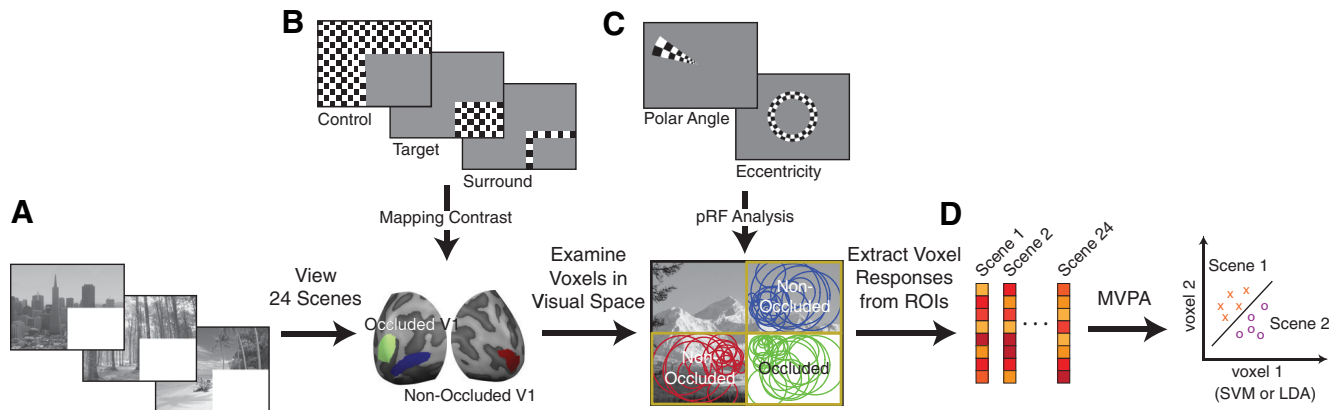 A
View
24 Scenes
B
Control
Target
Surround
Mapping Contrast
Occluded V1
Non-Occluded V1
Examine
Voxels in
Visual Space
C
Polar Angle
Eccentricity
pRF Analysis
Non-
Occluded
Non-
Occluded
Occluded
Extract Voxel
Responses
from ROIs
D
Scene 1
Scene 2
Scene 24
...
MVPA
voxel 2
Scene 1
x
x x
x x
x
o
o
o o
o o
Scene 2
voxel 1
(SVM or LDA)